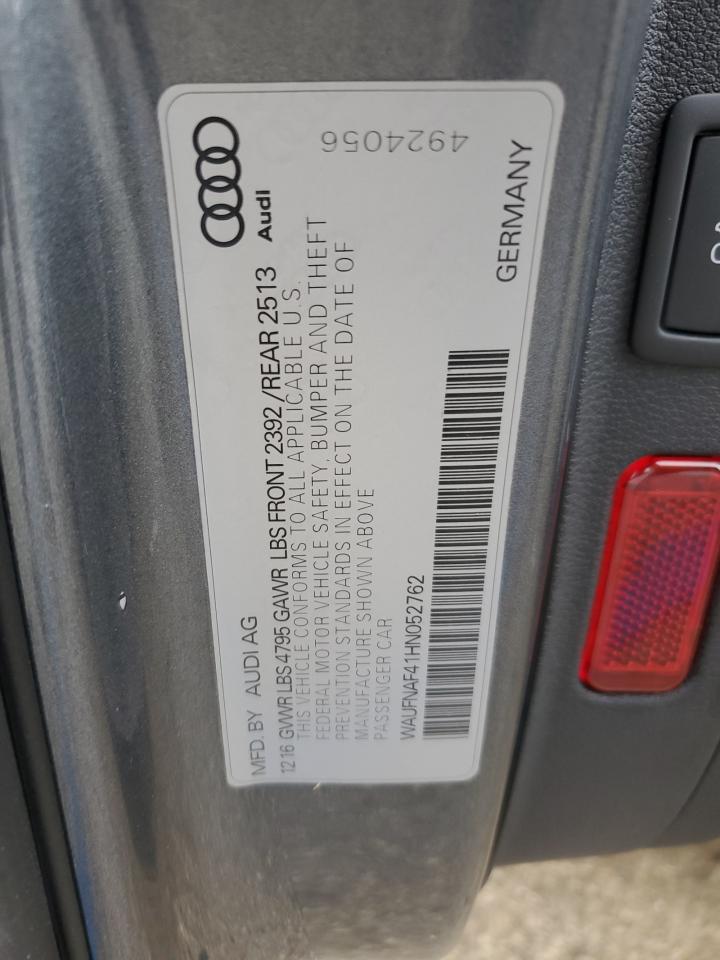 4924056
Audi
GERMANY
MFD. BY AUDI AG
12 16 GVWR LBS 4795 GAWR LBS FRONT 2392 /REAR 2513
THIS VEHICLE CONFORMS TO ALL APPLICABLE U.S.
FEDERAL MOTOR VEHICLE SAFETY, BUMPER AND THEFT
PREVENTION STANDARDS IN EFFECT ON THE DATE OF
MANUFACTURE SHOWN ABOVE
PASSENGER CAR
WAUFNAF41HN052762